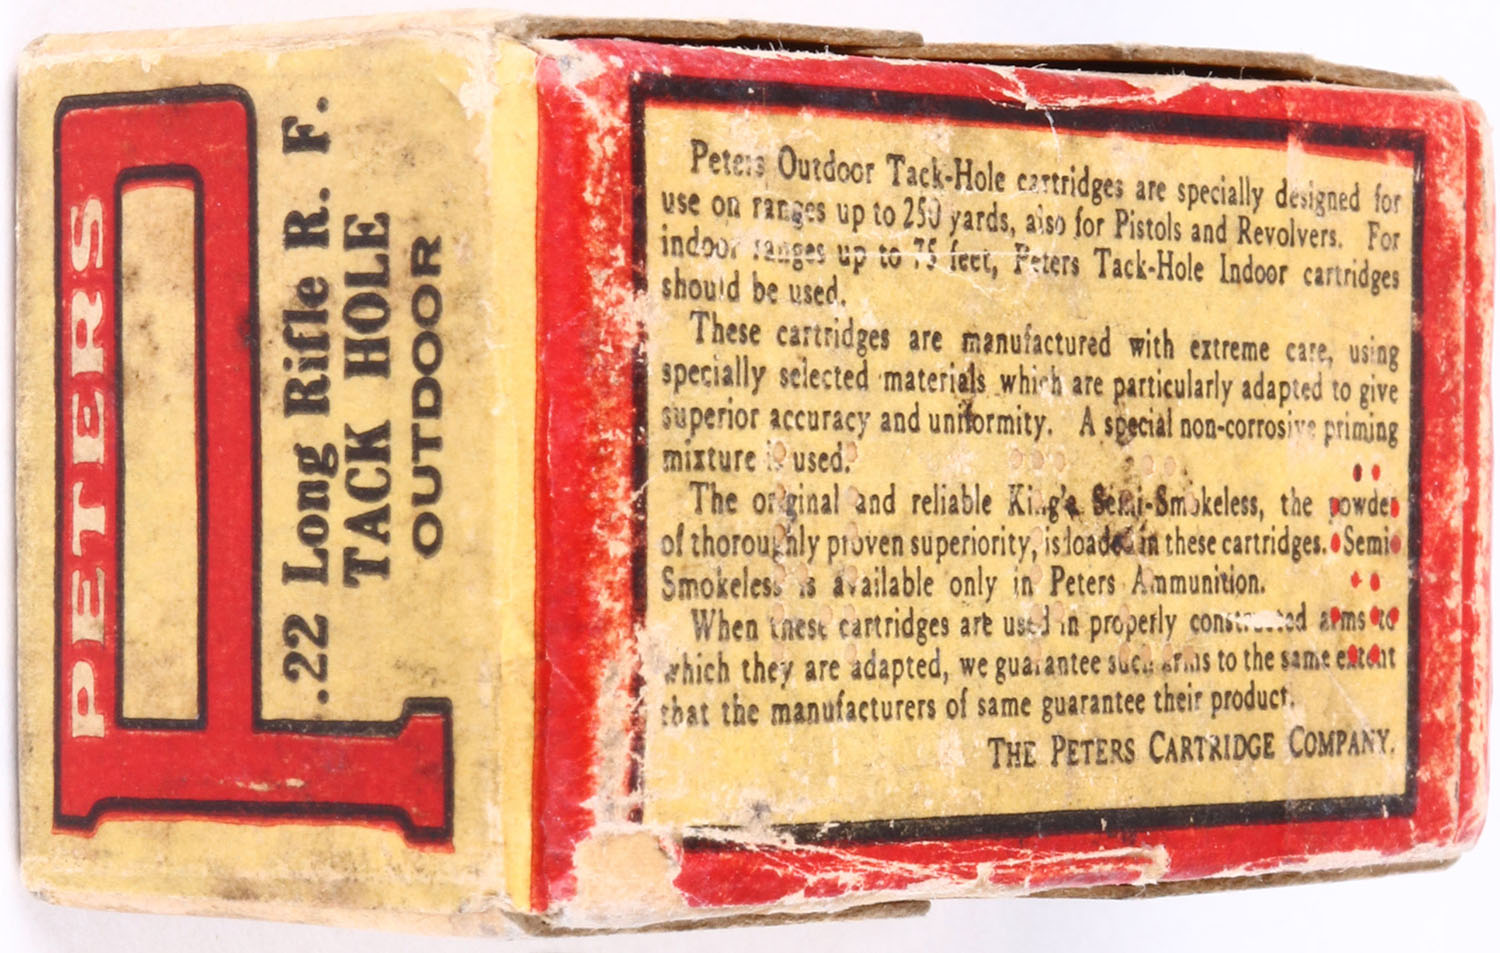 PETERS
.22 Long Rifle R. F.
TACK HOLE
OUTDOOR
Peters Outdoor Tack-Hole cartridges are specially designed for
use on ranges up to 250 yards, also for Pistols and Revolvers. For
indoor ranges up to 75 feet, Peters Tack-Hole Indoor cartridges
should be used.
These cartridges are manufactured with extreme care, using
specially selected materials which are particularly adapted to give
superior accuracy and uniformity. A special non-corrosive priming
mixture is used.
The original and reliable King's Semi-Smokeless, the powder
of thoroughly proven superiority, is loaded in these cartridges. Semi-
Smokeless is available only in Peters Ammunition.
When these cartridges are used in properly constructed arms to
which they are adapted, we guarantee such arms to the same extent
that the manufacturers of same guarantee their product.
THE PETERS CARTRIDGE COMPANY.